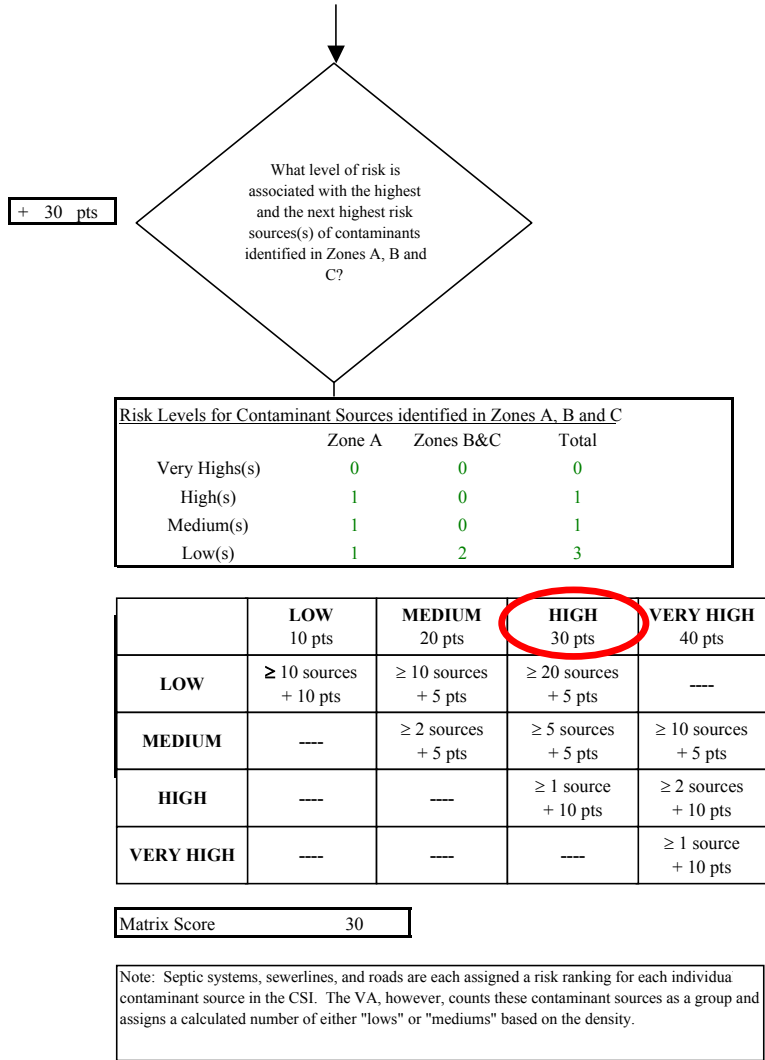 What level of risk is
associated with the highest
and the next highest risk
sources(s) of contaminants
identified in Zones A, B and
C?
+ 30 pts
Risk Levels for Contaminant Sources identified in Zones A, B and C
Zone A Zones B&C Total
Very Highs(s) 0 0 0
High(s) 1 0 1
Medium(s) 1 0 1
Low(s) 1 2 3
LOW MEDIUM HIGH VERY HIGH
10 pts 20 pts 30 pts 40 pts
LOW ≥ 10 sources ≥ 10 sources ≥ 20 sources ----
+ 10 pts + 5 pts + 5 pts
MEDIUM ---- ≥ 2 sources ≥ 5 sources ≥ 10 sources
+ 5 pts + 5 pts + 5 pts
HIGH ---- ---- ≥ 1 source ≥ 2 sources
+ 10 pts + 10 pts
VERY HIGH ---- ---- ---- ≥ 1 source
+ 10 pts
Matrix Score 30
Note: Septic systems, sewerlines, and roads are each assigned a risk ranking for each individua
contaminant source in the CSI. The VA, however, counts these contaminant sources as a group and
assigns a calculated number of either "lows" or "mediums" based on the density.